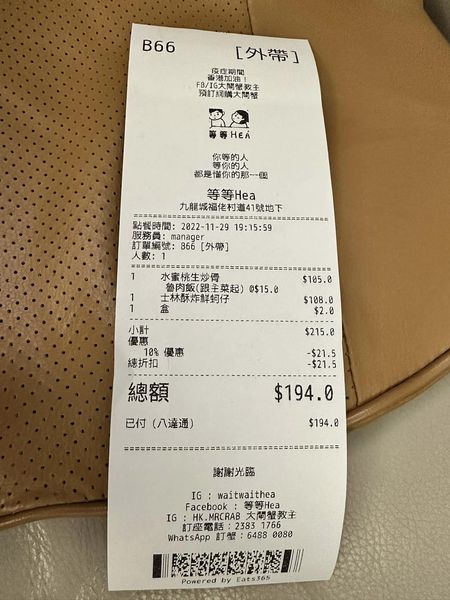 B66 [外帶]
疫症期間
香港加油！
FB/IG大閘蟹教主
預訂網購大閘蟹
等等HEA
你等的人
等你的人
都是懂你的那一個
等等Hea
九龍城福佬村道41號地下
點餐時間: 2022-11-29 19:15:59
服務員: manager
訂單編號: B66 [外帶]
人數: 1
1 水蜜桃生炒骨 $105.0
魯肉飯(跟主菜起) @$15.0
1 士林酥炸鮮蚵仔 $108.0
1 盒 $2.0
小計 $215.0
優惠
10% 優惠 -$21.5
總折扣 -$21.5
總額 $194.0
已付 (八達通) $194.0
謝謝光臨
IG : waitwaithea
Facebook : 等等Hea
IG : HK.MRCRAB 大閘蟹教主
訂座電話：2383 1766
WhatsApp 訂蟹：6488 0080
Powered by Eats365